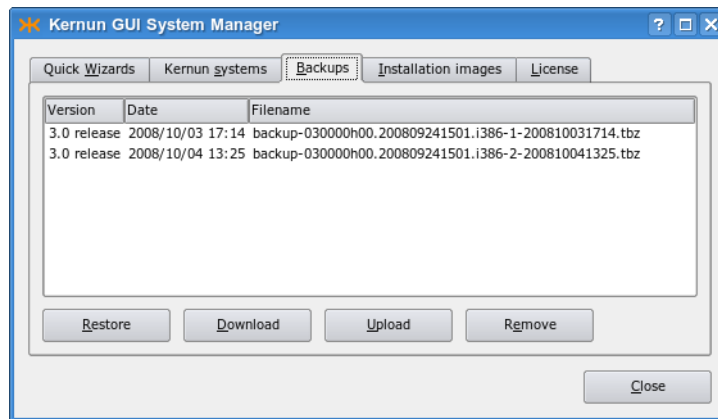 Kernun GUI System Manager
Quick Wizards Kernun systems Backups Installation images License
Version Date Filename
3.0 release 2008/10/03 17:14 backup-030000h00.200809241501.i386-1-200810031714.tbz
3.0 release 2008/10/04 13:25 backup-030000h00.200809241501.i386-2-200810041325.tbz
Restore Download Upload Remove
Close